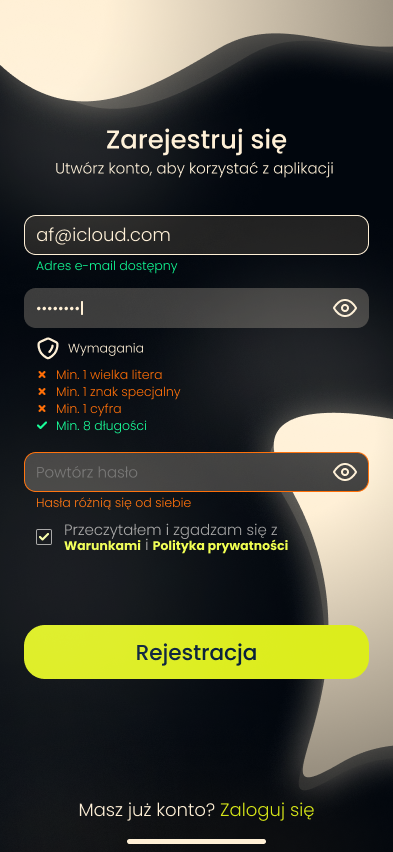 Zarejestruj się
Utwórz konto, aby korzystać z aplikacji
af@icloud.com
Adres e-mail dostępny
••••••••
Wymagania
Min. 1 wielka litera
Min. 1 znak specjalny
Min. 1 cyfra
Min. 8 długości
Powtórz hasło
Hasła różnią się od siebie
Przeczytałem i zgadzam się z
Warunkami i Polityka prywatności
Rejestracja
Masz już konto? Zaloguj się